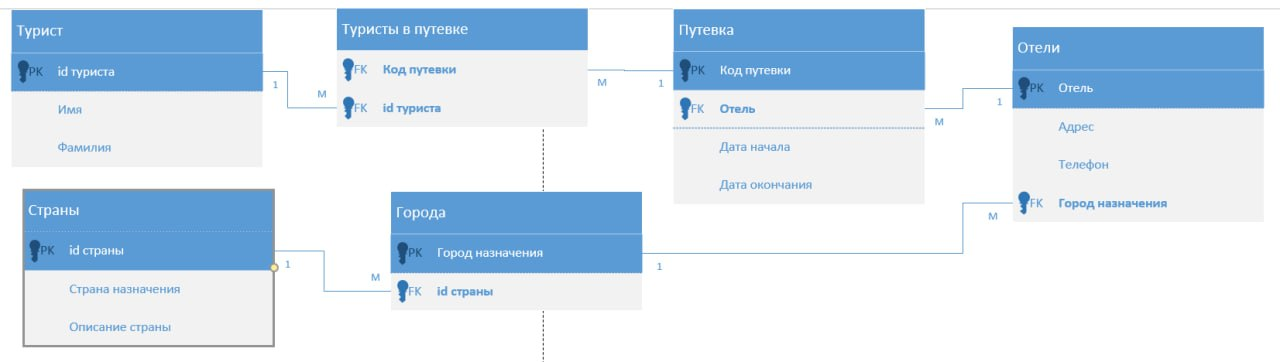 Турист
PK id туриста
Имя
Фамилия
Туристы в путевке
FK Код путевки
FK id туриста
Путевка
PK Код путевки
FK Отель
Дата начала
Дата окончания
Отели
PK Отель
Адрес
Телефон
FK Город назначения
1
М
М
1
М
1
Страны
PK id страны
Страна назначения
Описание страны
Города
PK Город назначения
FK id страны
1
М
1
М